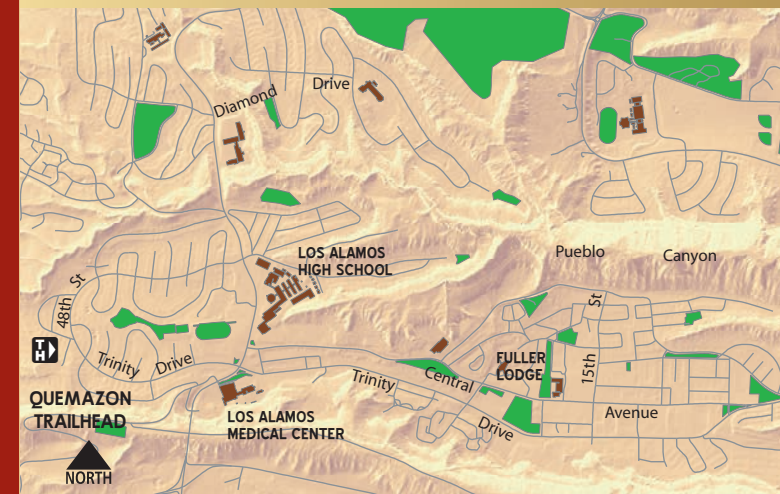 Diamond
Drive
LOS ALAMOS
HIGH SCHOOL
Pueblo
Canyon
48th
St
St
15th
T
H
Trinity
Drive
FULLER
LODGE
Trinity
Central
Avenue
QUEMAZON
TRAILHEAD
LOS ALAMOS
MEDICAL CENTER
Drive
NORTH